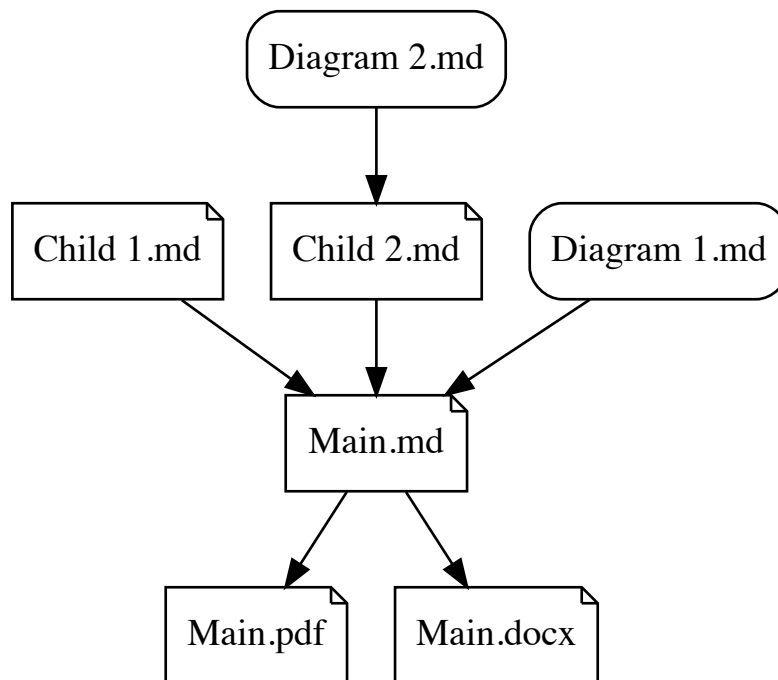 Diagram 2.md
Child 1.md
Child 2.md
Diagram 1.md
Main.md
Main.pdf
Main.docx